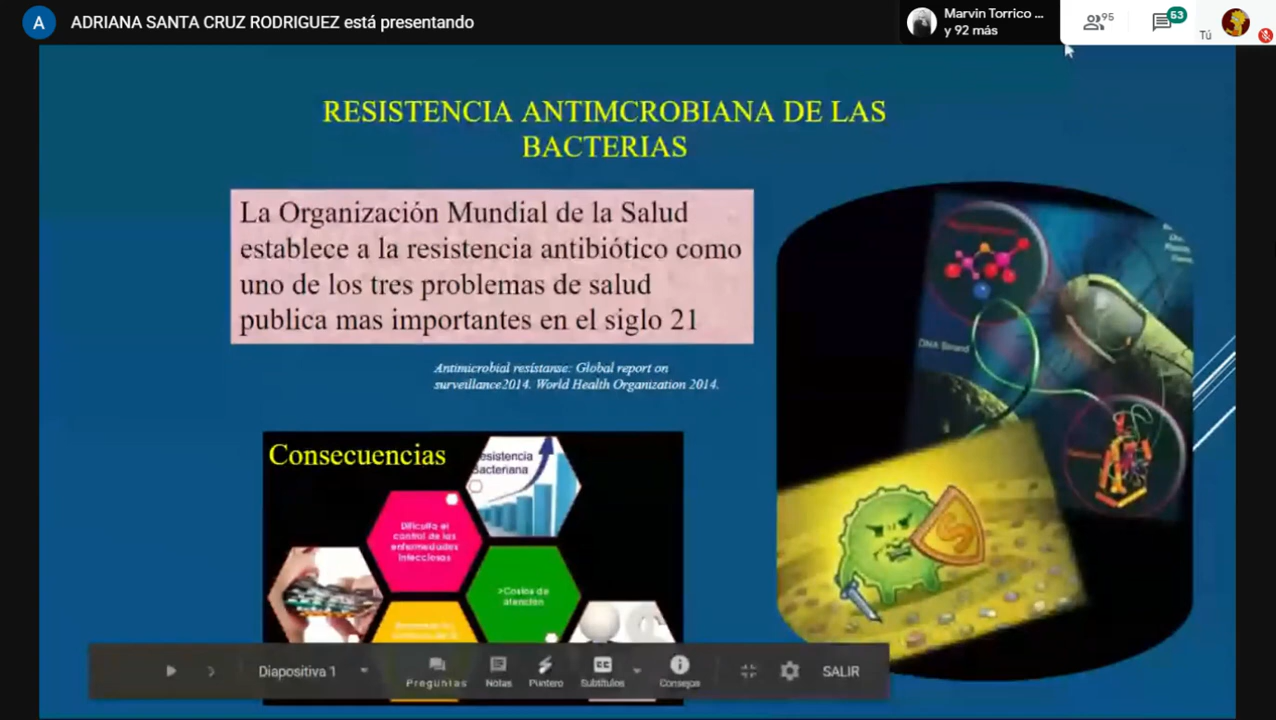 A
ADRIANA SANTA CRUZ RODRIGUEZ está presentando
Marvin Torrico ...
y 92 más
95
53
Tú
RESISTENCIA ANTIMCROBIANA DE LAS
BACTERIAS
La Organización Mundial de la Salud
establece a la resistencia antibiótico como
uno de los tres problemas de salud
publica mas importantes en el siglo 21
Antimicrobial resístanse: Global report on
surveillance2014. World Health Organization 2014.
DNA Strand
Consecuencias
esistencia
Bacteriana
Dificulta el
control de las
enfermedades
infecciosas
>Costos de
atención
S
Diapositiva 1
Preguntas
Notas
Puntero
CC
Subtítulos
Consejos
SALIR